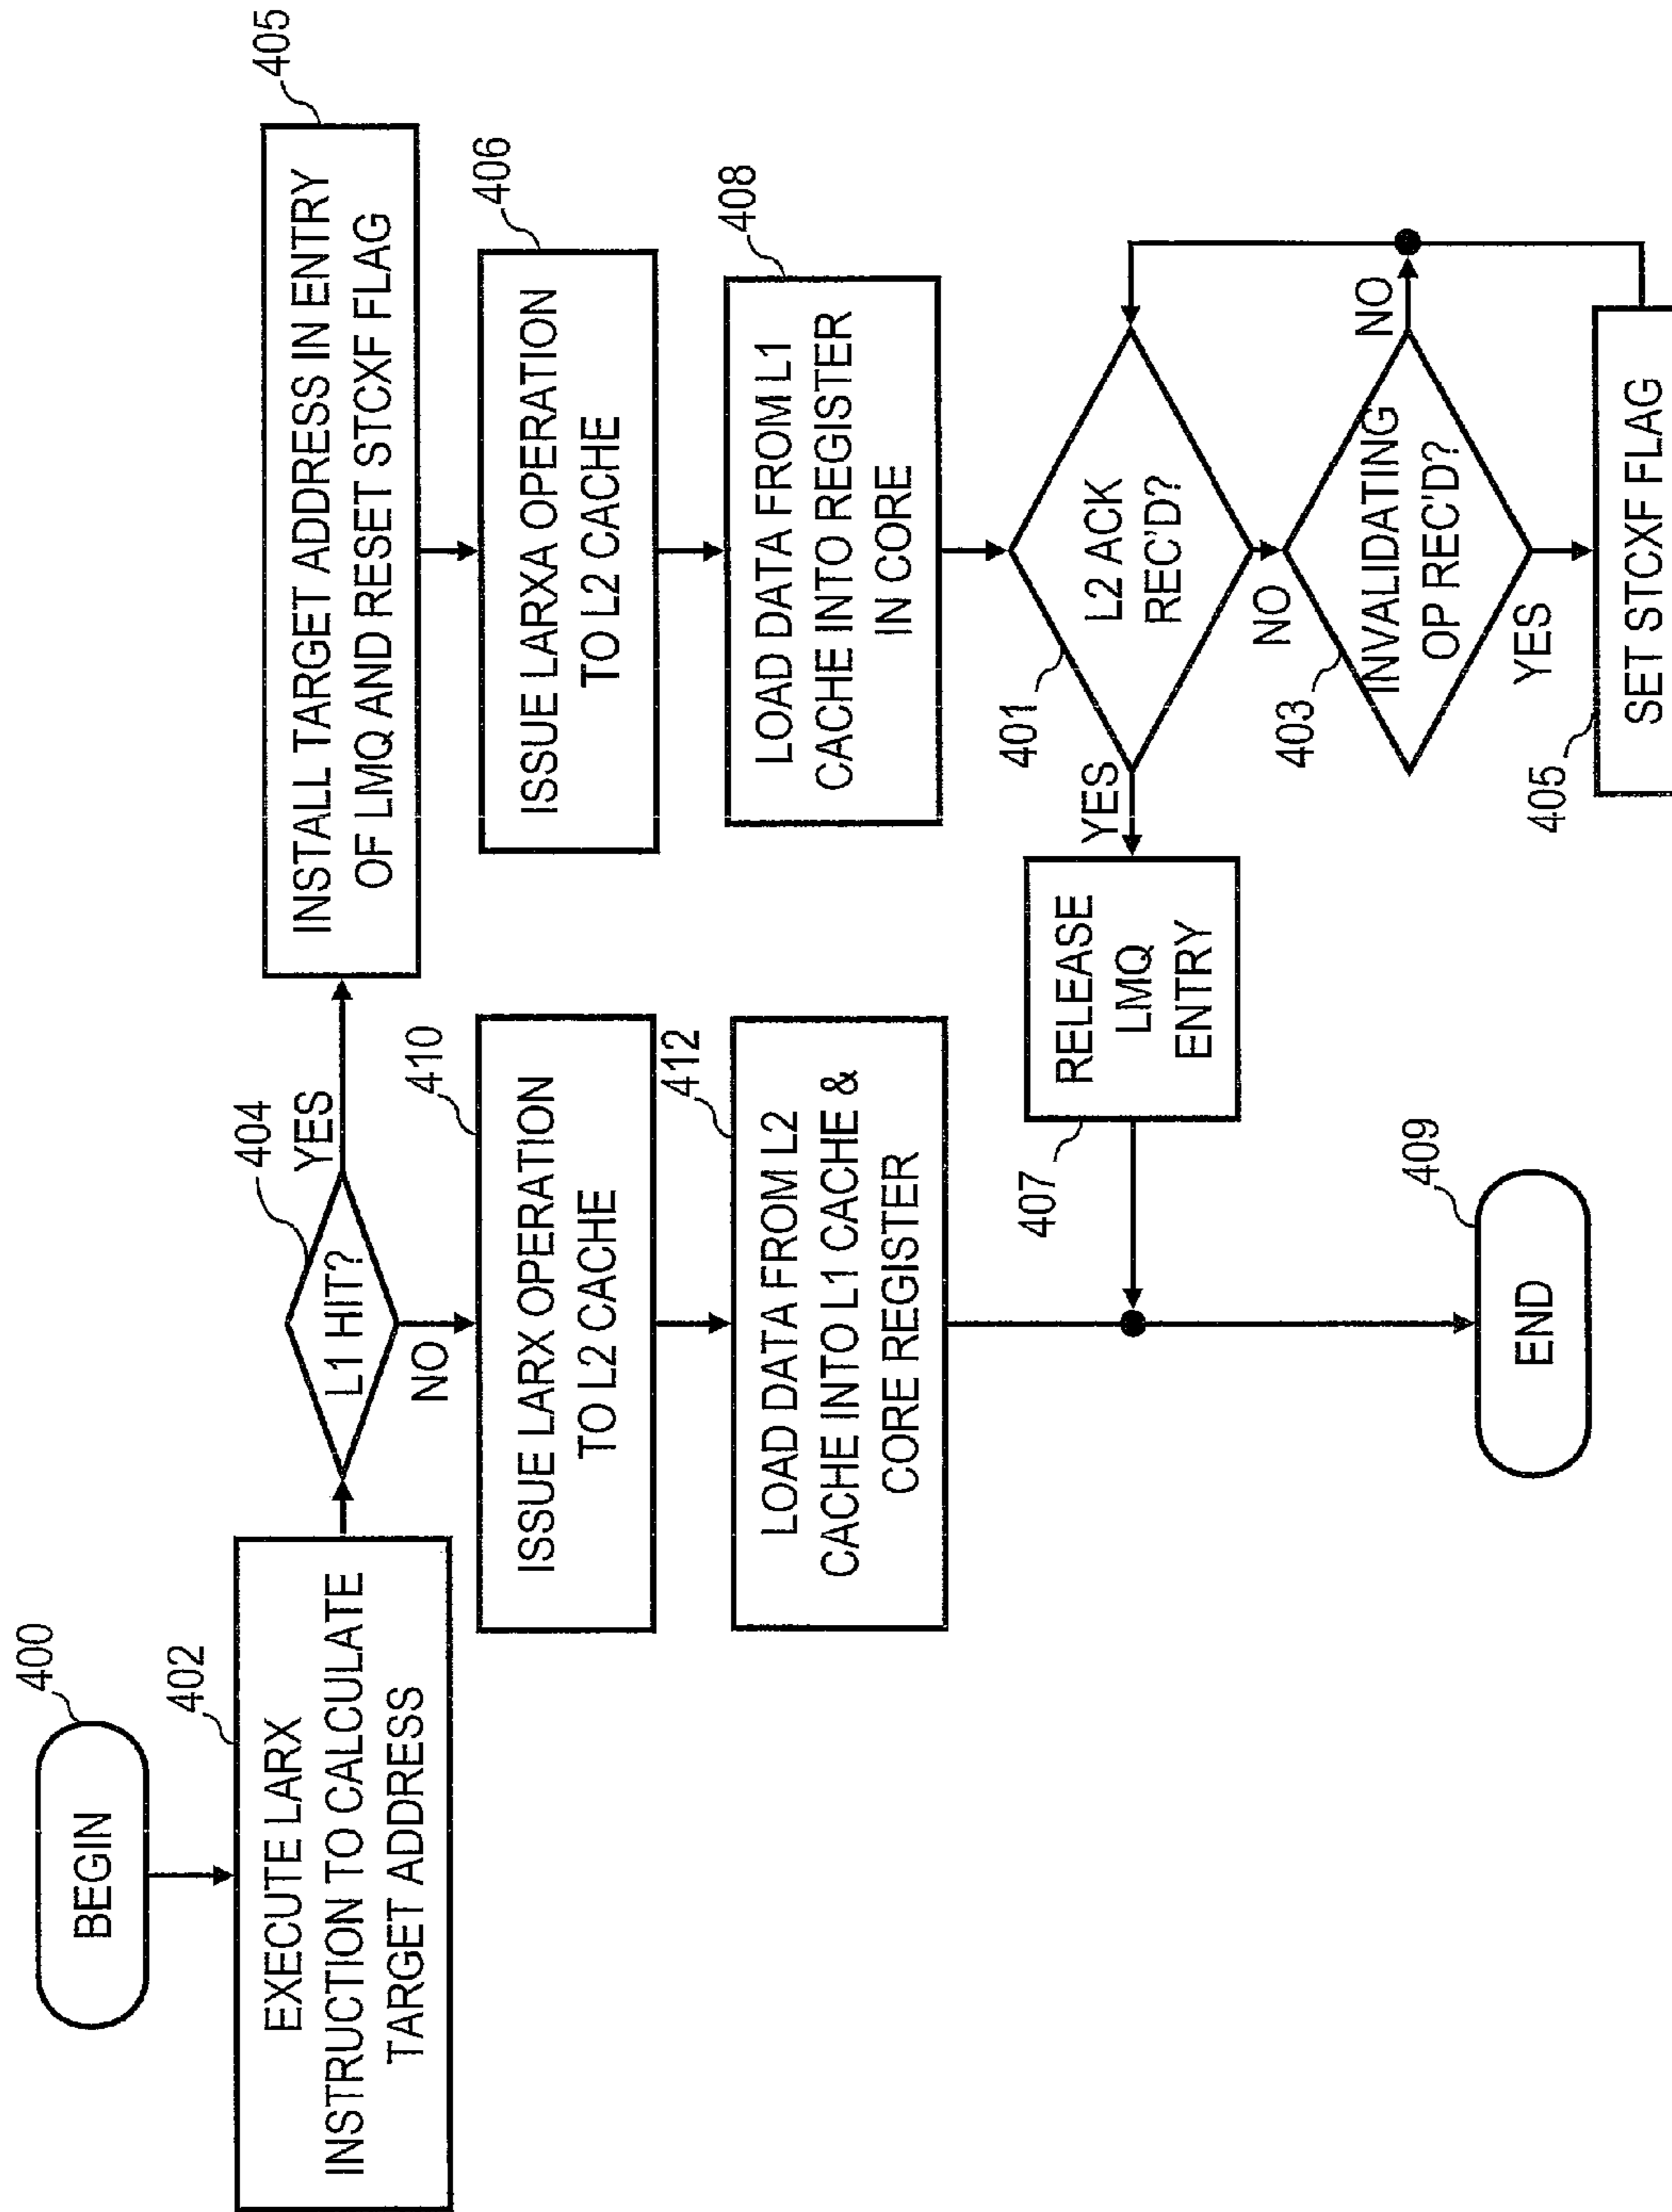 400
BEGIN
402
EXECUTE LARX
INSTRUCTION TO CALCULATE
TARGET ADDRESS
404
L1 HIT?
YES
NO
405
INSTALL TARGET ADDRESS IN ENTRY
OF LMQ AND RESET STCXF FLAG
410
ISSUE LARX OPERATION
TO L2 CACHE
406
ISSUE LARXA OPERATION
TO L2 CACHE
412
LOAD DATA FROM L2
CACHE INTO L1 CACHE &
CORE REGISTER
408
LOAD DATA FROM L1
CACHE INTO REGISTER
IN CORE
401
L2 ACK
REC'D?
YES
NO
407
RELEASE
LMQ
ENTRY
403
INVALIDATING
OP REC'D?
NO
YES
405
SET STCXF FLAG
409
END